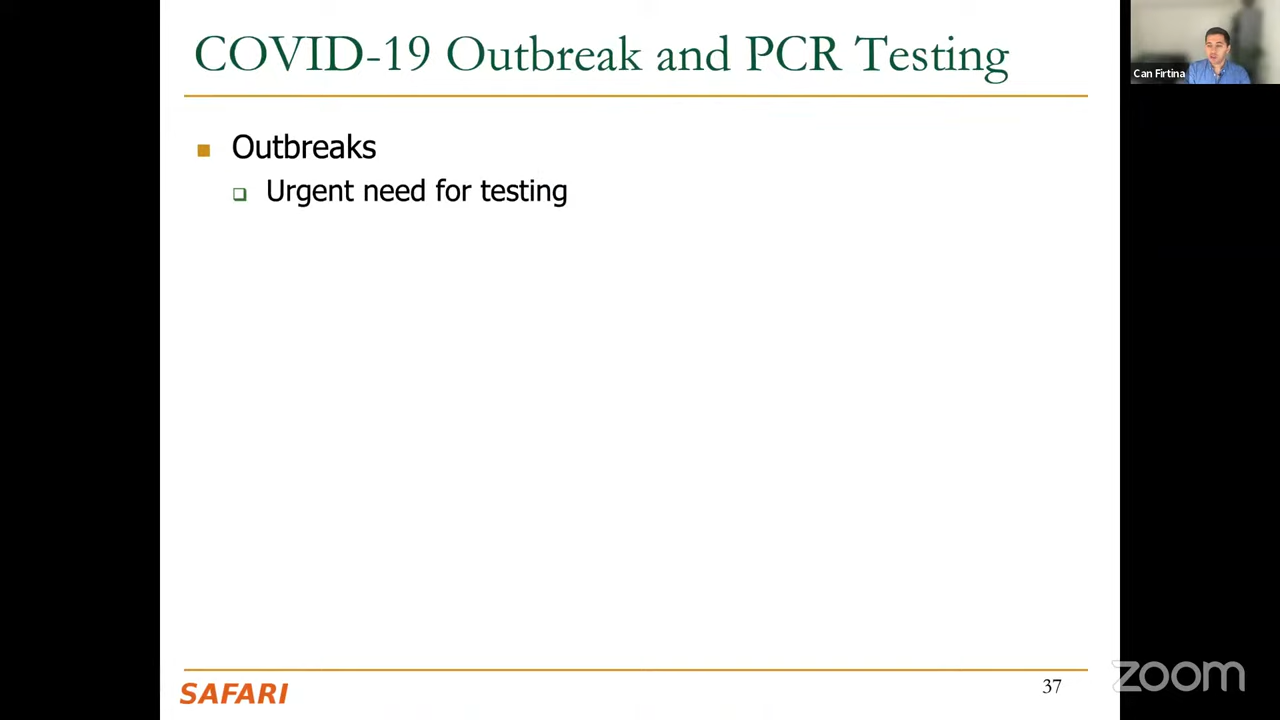 COVID-19 Outbreak and PCR Testing
Can Firtina
Outbreaks
Urgent need for testing
SAFARI
37
zoom